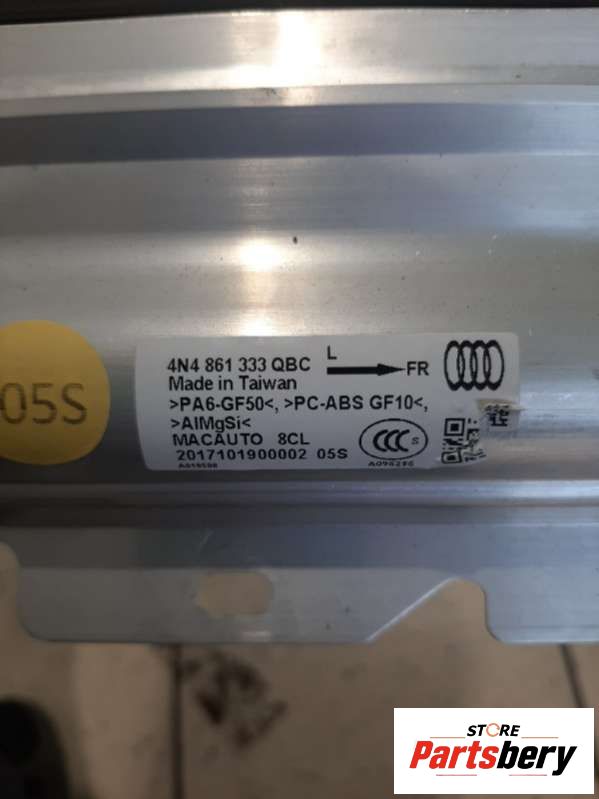 05S
4N4 861 333 QBC
L
FR
Made in Taiwan
>PA6-GF50<, >PC-ABS GF10<,
>AlMgSi<
MACAUTO 8CL
2017101900002 05S
CCC S
STORE
Partsbery